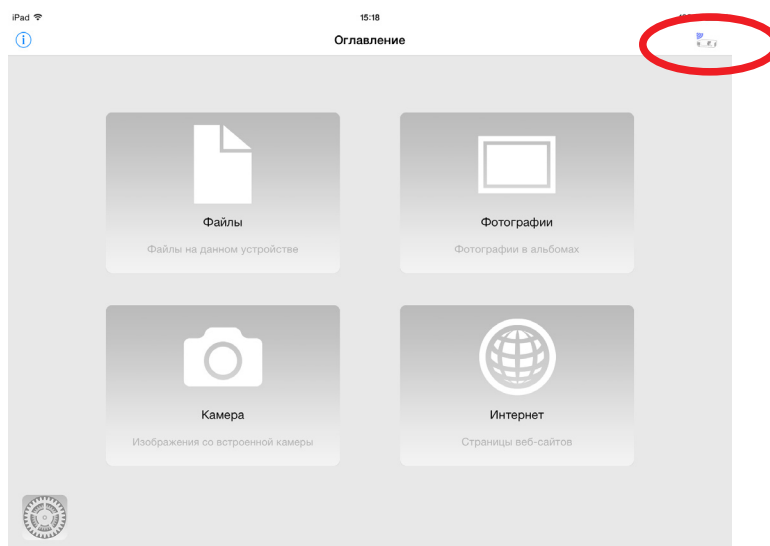 iPad
15:18
Оглавление
Файлы
Файлы на данном устройстве
Фотографии
Фотографии в альбомах
Камера
Изображения со встроенной камеры
Интернет
Страницы веб-сайтов